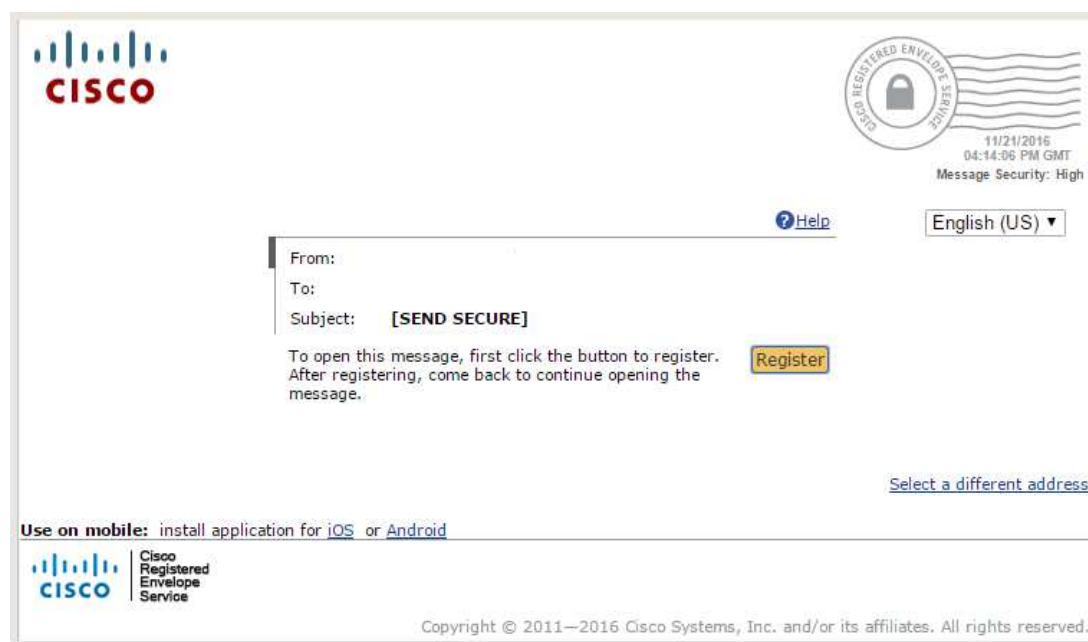 CISCO
CISCO REGISTERED ENVELOPE SERVICE
11/21/2016
04:14:06 PM GMT
Message Security: High
?Help
English (US) ▼
From:
To:
Subject: [SEND SECURE]
To open this message, first click the button to register.
After registering, come back to continue opening the
message.
Register
Select a different address
Use on mobile: install application for iOS or Android
CISCO
Cisco
Registered
Envelope
Service
Copyright © 2011—2016 Cisco Systems, Inc. and/or its affiliates. All rights reserved.